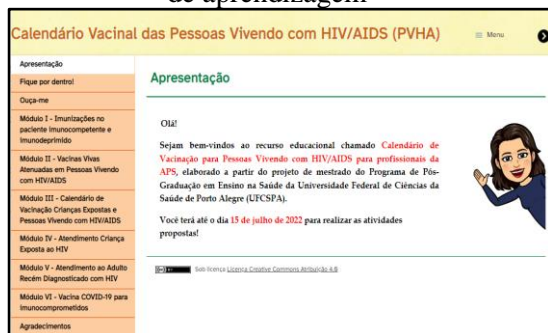 de aprendizagem
Calendário Vacinal das Pessoas Vivendo com HIV/AIDS (PVHA)
Menu
Apresentação
Fique por dentro!
Ouça-me
Módulo I - Imunizações no
paciente imunocompetente e
imunodeprimido
Módulo II - Vacinas Vivas
Atenuadas em Pessoas Vivendo
com HIV/AIDS
Módulo III - Calendário de
Vacinação Crianças Expostas e
Pessoas Vivendo com HIV/AIDS
Módulo IV - Atendimento Criança
Exposta ao HIV
Módulo V - Atendimento ao Adulto
Recém Diagnosticado com HIV
Módulo VI - Vacina COVID-19 para
imunocomprometidos
Agradecimentos
Apresentação
Olá!
Sejam bem-vindos ao recurso educacional chamado Calendário de
Vacinação para Pessoas Vivendo com HIV/AIDS para profissionais da
APS, elaborado a partir do projeto de mestrado do Programa de Pós-
Graduação em Ensino na Saúde da Universidade Federal de Ciências da
Saúde de Porto Alegre (UFCSPA).
Você terá até o dia 15 de julho de 2022 para realizar as atividades
propostas!
Sob licença Licença Creative Commons Atribuição 4.0